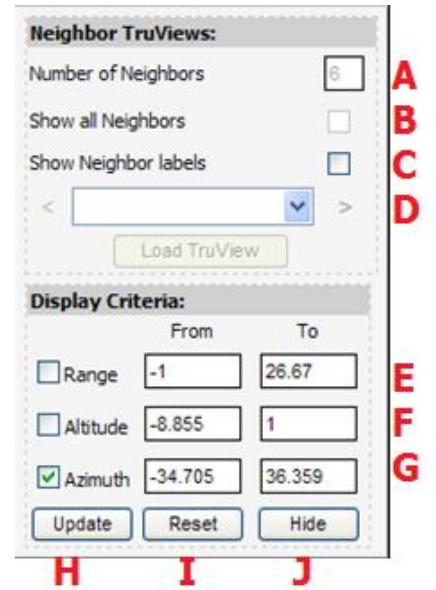 Neighbor TruViews:
Number of Neighbors 6 A
Show all Neighbors B
Show Neighbor labels C
< > D
Load TruView
Display Criteria:
From To
Range -1 26.67 E
Altitude -8.855 1 F
Azimuth -34.705 36.359 G
Update Reset Hide
H I J